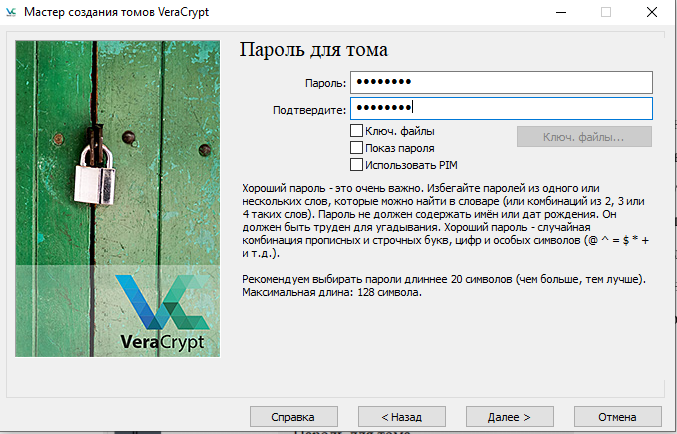 Мастер создания томов VeraCrypt
Пароль для тома
Пароль: ••••••••
Подтвердите: ••••••••
Ключ. файлы
Ключ. файлы...
Показ пароля
Использовать PIM
Хороший пароль - это очень важно. Избегайте паролей из одного или
нескольких слов, которые можно найти в словаре (или комбинаций из 2, 3 или
4 таких слов). Пароль не должен содержать имён или дат рождения. Он
должен быть труден для угадывания. Хороший пароль - случайная
комбинация прописных и строчных букв, цифр и особых символов (@ ^ = $ * +
и т.д.).
Рекомендуем выбирать пароли длиннее 20 символов (чем больше, тем лучше).
Максимальная длина: 128 символа.
VeraCrypt
Справка
< Назад
Далее >
Отмена